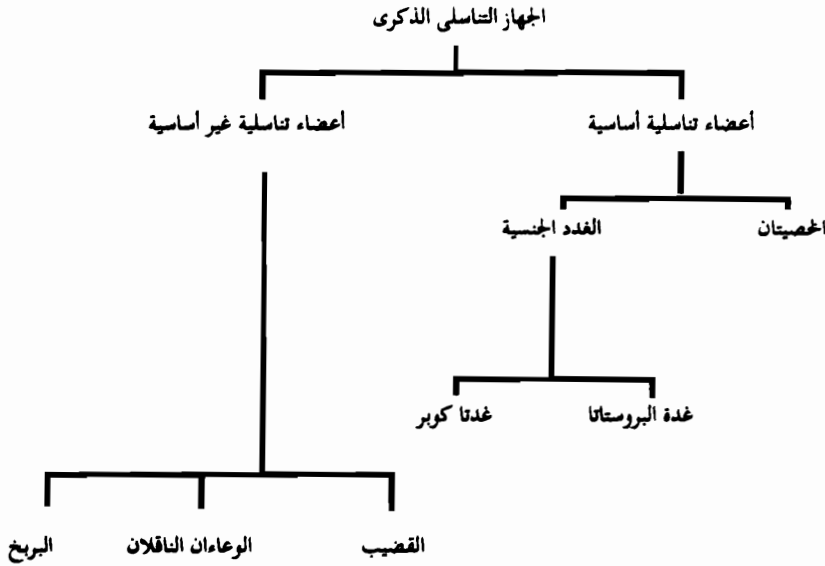 الجهاز التناسلى الذكرى
أعضاء تناسلية أساسية
أعضاء تناسلية غير أساسية
الخصيتان
الغدد الجنسية
غدة البروستاتا
غدتا كوبر
القضيب
الوعاءان الناقلان
البربخ